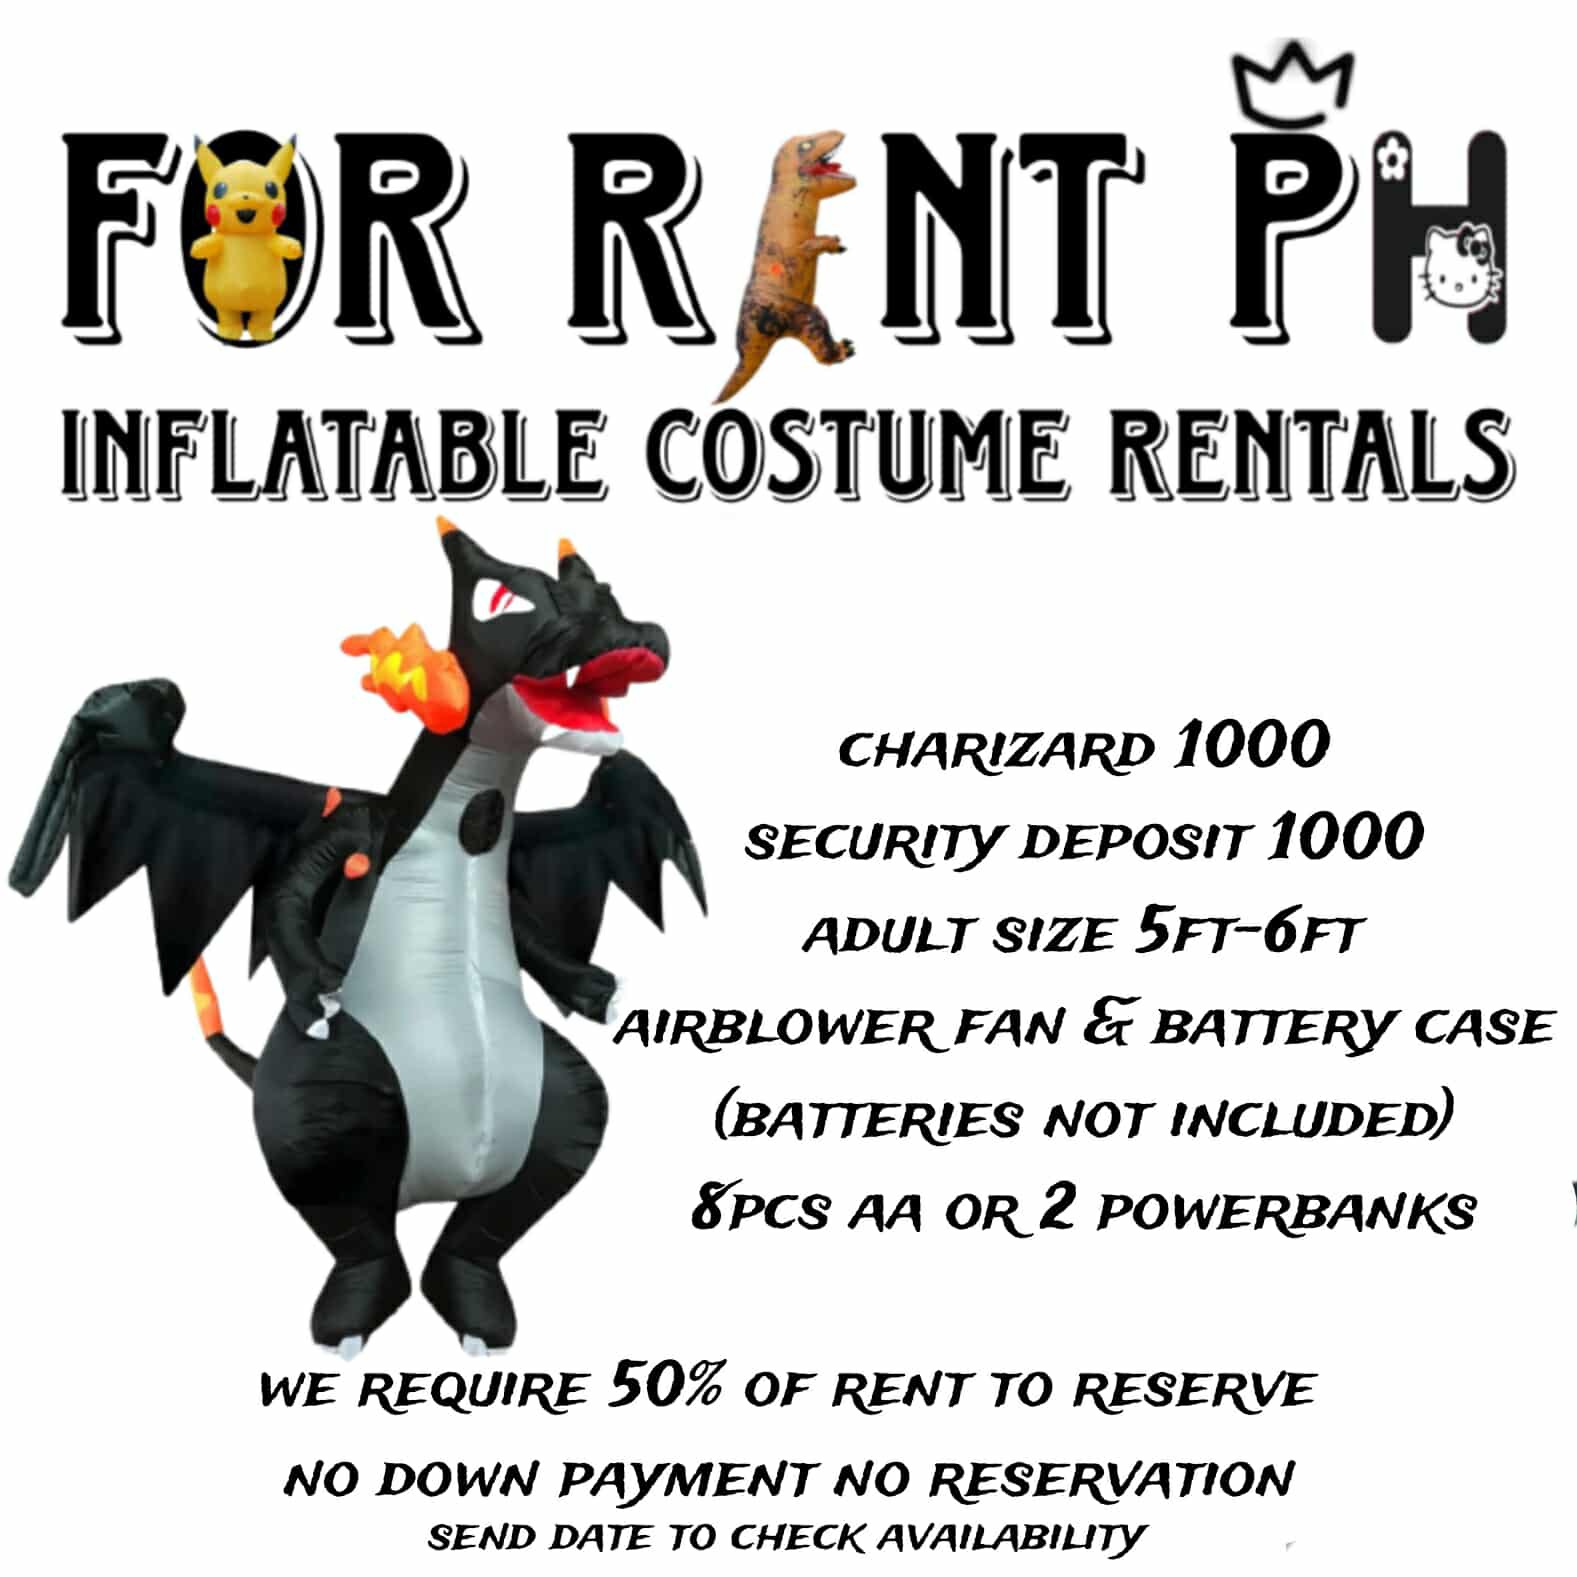 FOR RENT PH
INFLATABLE COSTUME RENTALS
CHARIZARD 1000
SECURITY DEPOSIT 1000
ADULT SIZE 5FT-6FT
AIRBLOWER FAN & BATTERY CASE
(BATTERIES NOT INCLUDED)
8PCS AA OR 2 POWERBANKS
WE REQUIRE 50% OF RENT TO RESERVE
NO DOWN PAYMENT NO RESERVATION
SEND DATE TO CHECK AVAILABILITY